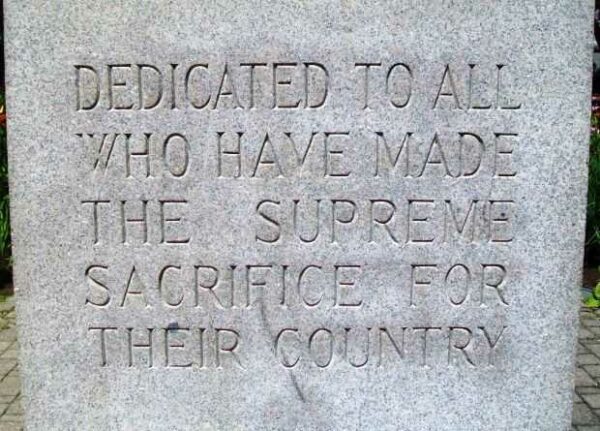 DEDICATED TO ALL
WHO HAVE MADE
THE SUPREME
SACRIFICE FOR
THEIR COUNTRY